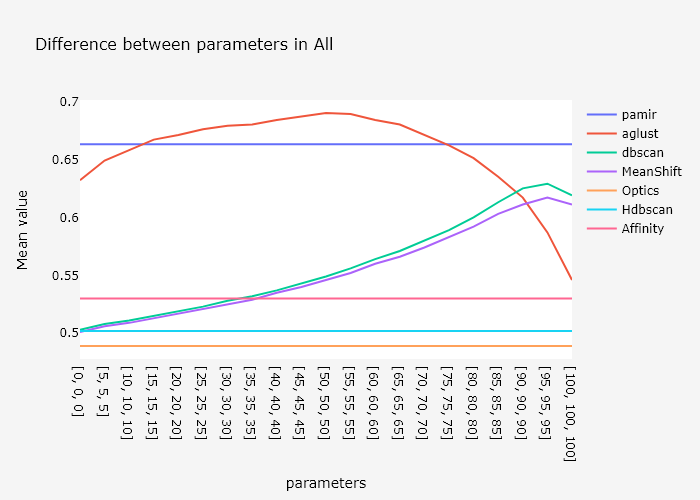 Difference between parameters in All
Mean value
0.7
0.65
0.6
0.55
0.5
[0, 0, 0]
[5, 5, 5]
[10, 10, 10]
[15, 15, 15]
[20, 20, 20]
[25, 25, 25]
[30, 30, 30]
[35, 35, 35]
[40, 40, 40]
[45, 45, 45]
[50, 50, 50]
[55, 55, 55]
[60, 60, 60]
[65, 65, 65]
[70, 70, 70]
[75, 75, 75]
[80, 80, 80]
[85, 85, 85]
[90, 90, 90]
[95, 95, 95]
[100, 100, 100]
parameters
pamir
aglust
dbscan
MeanShift
Optics
Hdbscan
Affinity